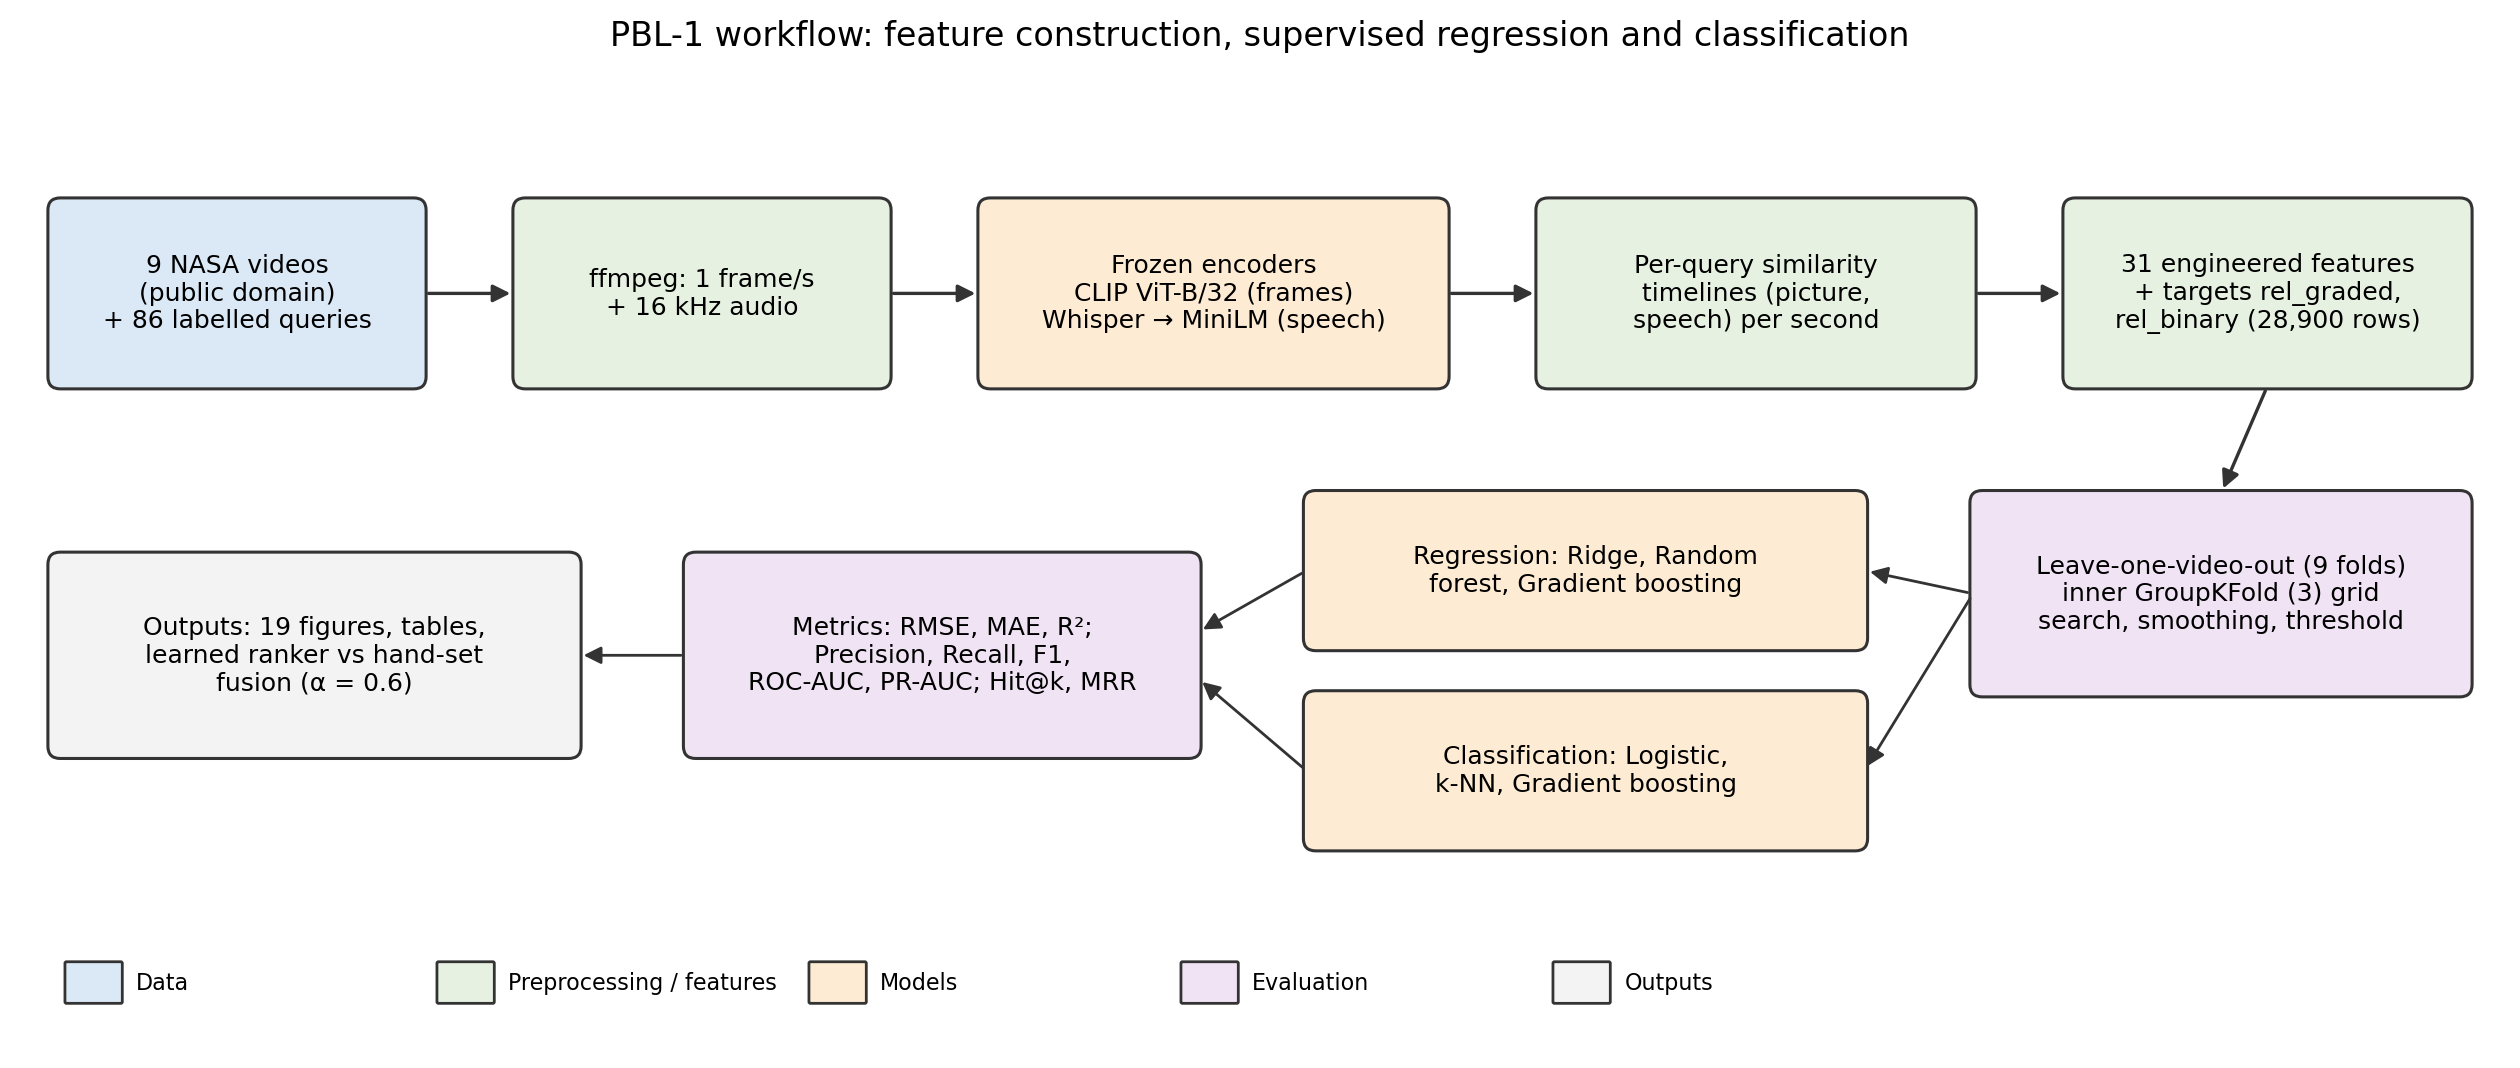 PBL-1 workflow: feature construction, supervised regression and classification
9 NASA videos
(public domain)
+ 86 labelled queries
ffmpeg: 1 frame/s
+ 16 kHz audio
Frozen encoders
CLIP ViT-B/32 (frames)
Whisper → MiniLM (speech)
Per-query similarity
timelines (picture,
speech) per second
31 engineered features
+ targets rel_graded,
rel_binary (28,900 rows)
Leave-one-video-out (9 folds)
inner GroupKFold (3) grid
search, smoothing, threshold
Regression: Ridge, Random
forest, Gradient boosting
Classification: Logistic,
k-NN, Gradient boosting
Metrics: RMSE, MAE, R²;
Precision, Recall, F1,
ROC-AUC, PR-AUC; Hit@k, MRR
Outputs: 19 figures, tables,
learned ranker vs hand-set
fusion (α = 0.6)
Data
Preprocessing / features
Models
Evaluation
Outputs